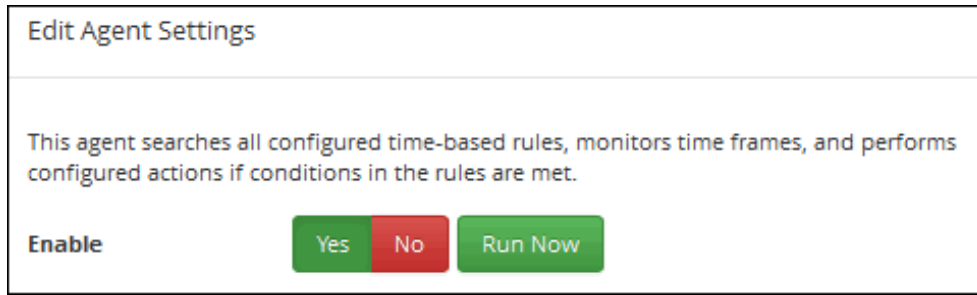 Edit Agent Settings
This agent searches all configured time-based rules, monitors time frames, and performs
configured actions if conditions in the rules are met.
Enable Yes No Run Now